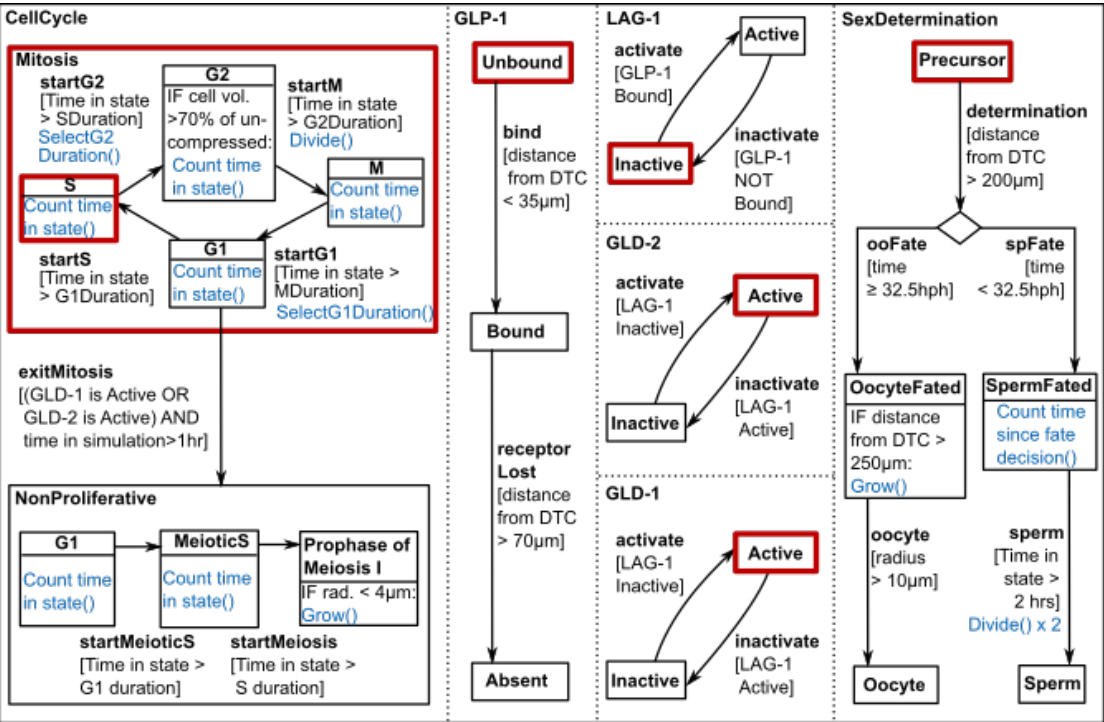 CellCycle
Mitosis
startG2
[Time in state
> SDuration]
SelectG2
Duration()
G2
IF cell vol.
>70% of un-
compressed:
Count time
in state()
startM
[Time in state
> G2Duration]
Divide()
S
Count time
in state()
M
Count time
in state()
startS
[Time in state
> G1Duration]
G1
Count time
in state()
startG1
[Time in state >
MDuration]
SelectG1Duration()
exitMitosis
[((GLD-1 is Active OR
GLD-2 is Active) AND
time in simulation>1hr]
NonProliferative
G1
Count time
in state()
MeioticS
Count time
in state()
Prophase of
Meiosis I
IF rad. < 4µm:
Grow()
startMeioticS
[Time in state >
G1 duration]
startMeiosis
[Time in state >
S duration]
GLP-1
Unbound
bind
[distance
from DTC
< 35µm]
Bound
receptor
Lost
[distance
from DTC
> 70µm]
Absent
LAG-1
activate
[GLP-1
Bound]
Active
Inactive
inactivate
[GLP-1
NOT
Bound]
GLD-2
activate
[LAG-1
Inactive]
Active
Inactive
inactivate
[LAG-1
Active]
GLD-1
activate
[LAG-1
Inactive]
Active
Inactive
inactivate
[LAG-1
Active]
SexDetermination
Precursor
determination
[distance
from DTC
> 200µm]
ooFate
[time
≥ 32.5hph]
spFate
[time
< 32.5hph]
OocyteFated
IF distance
from DTC >
250µm:
Grow()
SpermFated
Count time
since fate
decision()
oocyte
[radius
> 10µm]
sperm
[Time in
state >
2 hrs]
Divide() x 2
Oocyte
Sperm